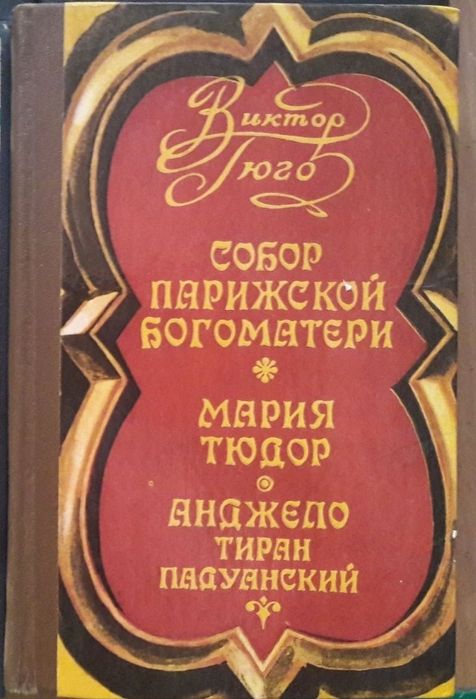 Виктор
Гюго
СОБОР
ПАРИЖСКОЙ
БОГОМАТЕРИ
МАРИЯ
ТЮДОР
АНДЖЕЛО
ТИРАН
ПАДУАНСКИЙ